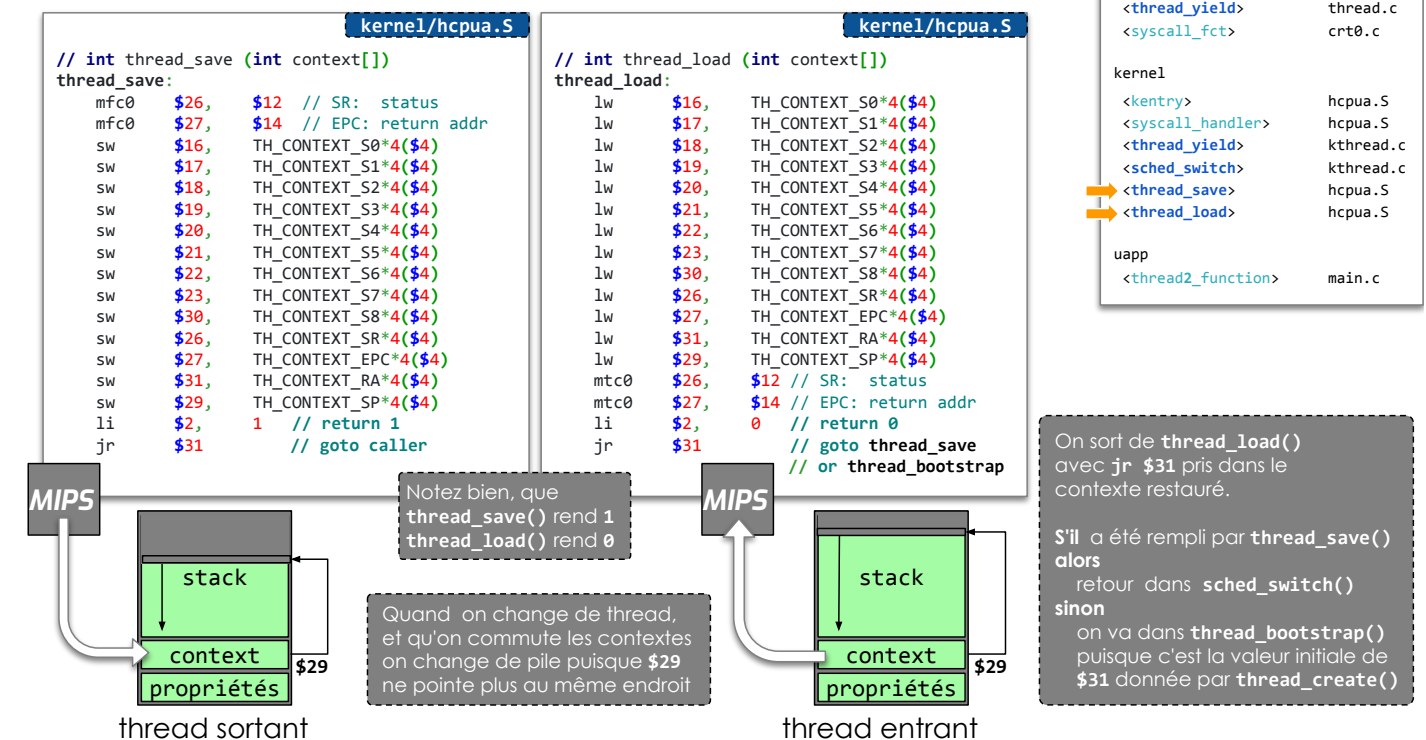 kernel/hcpua.S
// int thread_save (int context[])
thread_save:
mfc0 $26, $12 // SR: status
mfc0 $27, $14 // EPC: return addr
sw $16, TH_CONTEXT_S0*4($4)
sw $17, TH_CONTEXT_S1*4($4)
sw $18, TH_CONTEXT_S2*4($4)
sw $19, TH_CONTEXT_S3*4($4)
sw $20, TH_CONTEXT_S4*4($4)
sw $21, TH_CONTEXT_S5*4($4)
sw $22, TH_CONTEXT_S6*4($4)
sw $23, TH_CONTEXT_S7*4($4)
sw $30, TH_CONTEXT_S8*4($4)
sw $26, TH_CONTEXT_SR*4($4)
sw $27, TH_CONTEXT_EPC*4($4)
sw $31, TH_CONTEXT_RA*4($4)
sw $29, TH_CONTEXT_SP*4($4)
li $2, 1 // return 1
jr $31 // goto caller
kernel/hcpua.S
// int thread_load (int context[])
thread_load:
lw $16, TH_CONTEXT_S0*4($4)
lw $17, TH_CONTEXT_S1*4($4)
lw $18, TH_CONTEXT_S2*4($4)
lw $19, TH_CONTEXT_S3*4($4)
lw $20, TH_CONTEXT_S4*4($4)
lw $21, TH_CONTEXT_S5*4($4)
lw $22, TH_CONTEXT_S6*4($4)
lw $23, TH_CONTEXT_S7*4($4)
lw $30, TH_CONTEXT_S8*4($4)
lw $26, TH_CONTEXT_SR*4($4)
lw $27, TH_CONTEXT_EPC*4($4)
lw $31, TH_CONTEXT_RA*4($4)
lw $29, TH_CONTEXT_SP*4($4)
mtc0 $26, $12 // SR: status
mtc0 $27, $14 // EPC: return addr
li $2, 0 // return 0
jr $31 // goto thread_save
// or thread_bootstrap
<thread_yield> thread.c
<syscall_fct> crt0.c
kernel
<kentry> hcpua.S
<syscall_handler> hcpua.S
<thread_yield> kthread.c
<sched_switch> kthread.c
<thread_save> hcpua.S
<thread_load> hcpua.S
uapp
<thread2_function> main.c
MIPS
Notez bien, que
thread_save() rend 1
thread_load() rend 0
MIPS
stack
context
propriétés
$29
thread sortant
Quand on change de thread,
et qu'on commute les contextes
on change de pile puisque $29
ne pointe plus au même endroit
stack
context
propriétés
$29
thread entrant
On sort de thread_load()
avec jr $31 pris dans le
contexte restauré.
S'il a été rempli par thread_save()
alors
retour dans sched_switch()
sinon
on va dans thread_bootstrap()
puisque c'est la valeur initiale de
$31 donnée par thread_create()